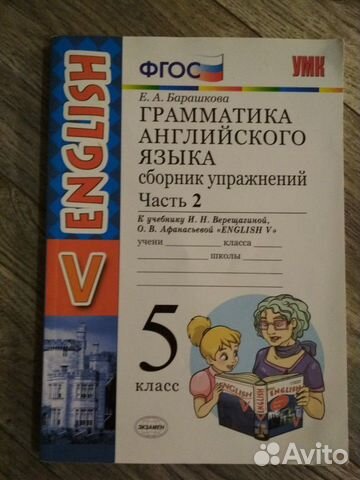 ФГОС
УМК
Е. А. Барашкова
ГРАММАТИКА
АНГЛИЙСКОГО
ЯЗЫКА
сборник упражнений
Часть 2
К учебнику И. Н. Верещагиной,
О. В. Афанасьевой «ENGLISH V»
учени класса
школы
ENGLISH V
5
класс
ENGLISH
ENGLISH
V
ЭКЗАМЕН
Avito